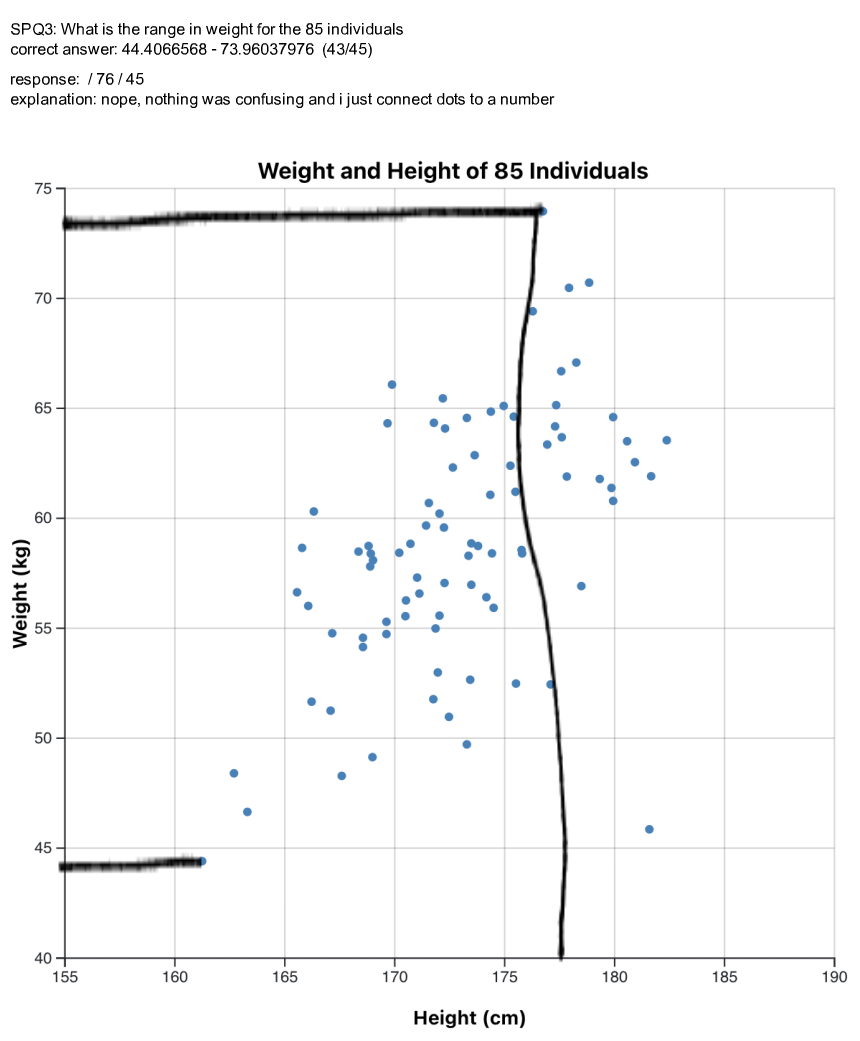 SPQ3: What is the range in weight for the 85 individuals
correct answer: 44.4066568 - 73.96037976  (43/45)
response:  / 76 / 45
explanation: nope, nothing was confusing and i just connect dots to a number
Weight and Height of 85 Individuals
75
70
65
60
55
50
45
40
Weight (kg)
155 160 165 170 175 180 185 190
Height (cm)